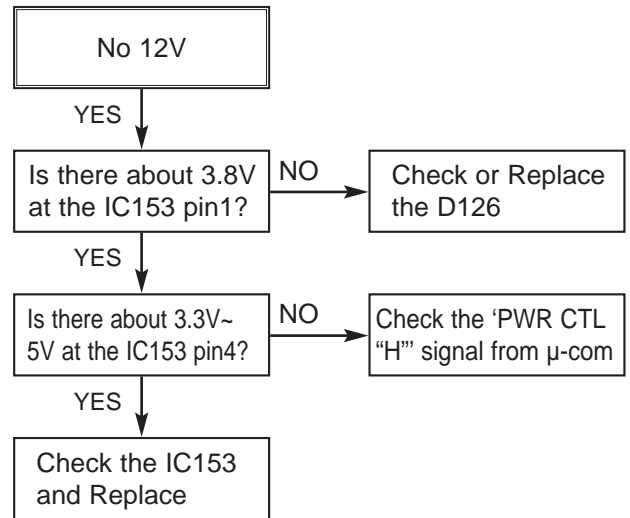 No 12V
YES
Is there about 3.8V
at the IC153 pin1?
NO
Check or Replace
the D126
YES
Is there about 3.3V~
5V at the IC153 pin4?
NO
Check the ‘PWR CTL
“H”’ signal from μ-com
YES
Check the IC153
and Replace